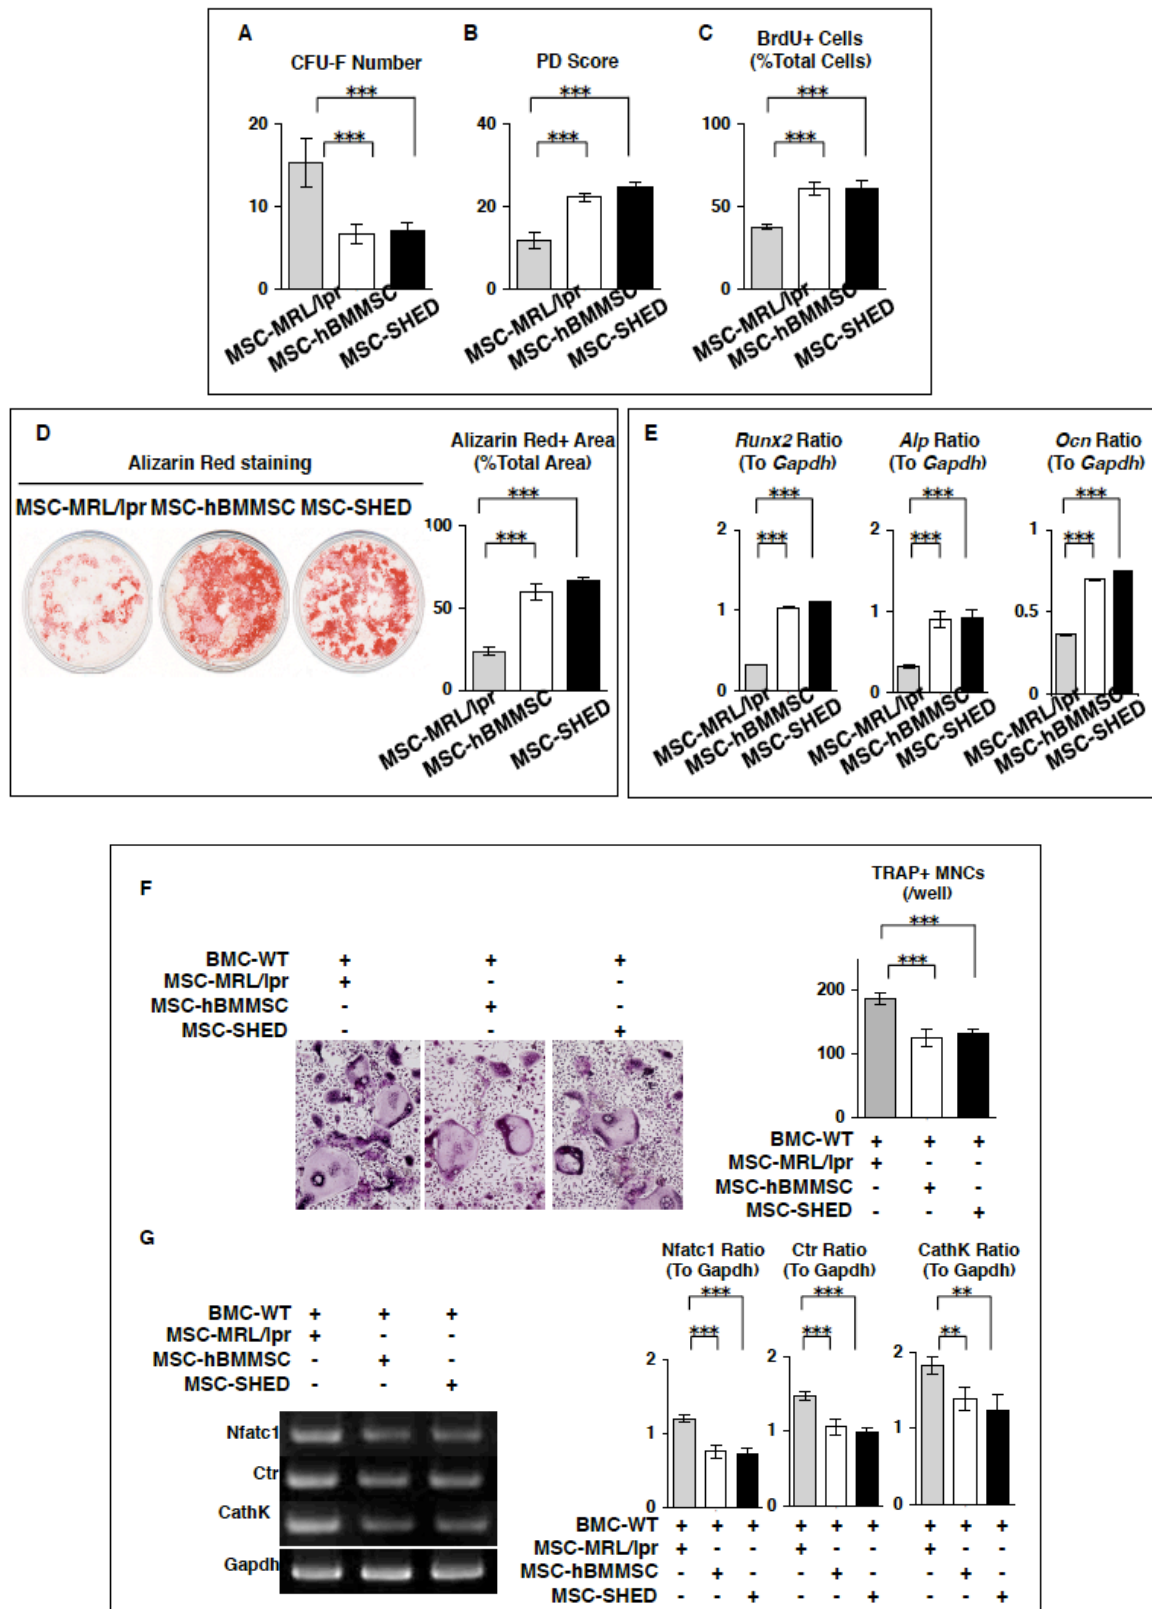 A
CFU-F Number
***
***
20
10
0
MSC-MRL/lpr
MSC-hBMMSC
MSC-SHED
B
PD Score
***
***
40
20
0
MSC-MRL/lpr
MSC-hBMMSC
MSC-SHED
C
BrdU+ Cells
(%Total Cells)
***
***
100
50
0
MSC-MRL/lpr
MSC-hBMMSC
MSC-SHED
D
Alizarin Red staining
MSC-MRL/lpr MSC-hBMMSC MSC-SHED
Alizarin Red+ Area
(%Total Area)
***
***
100
50
0
MSC-MRL/lpr
MSC-hBMMSC
MSC-SHED
E
Runx2 Ratio
(To Gapdh)
***
***
2
1
0
MSC-MRL/lpr
MSC-hBMMSC
MSC-SHED
Alp Ratio
(To Gapdh)
***
***
2
1
0
MSC-MRL/lpr
MSC-hBMMSC
MSC-SHED
Ocn Ratio
(To Gapdh)
***
***
1
0.5
0
MSC-MRL/lpr
MSC-hBMMSC
MSC-SHED
F
BMC-WT + + +
MSC-MRL/lpr + - -
MSC-hBMMSC - + -
MSC-SHED - - +
TRAP+ MNCs
(/well)
***
***
200
100
0
BMC-WT + + +
MSC-MRL/lpr + - -
MSC-hBMMSC - + -
MSC-SHED - - +
G
BMC-WT + + +
MSC-MRL/lpr + - -
MSC-hBMMSC - + -
MSC-SHED - - +
Nfatc1
Ctr
CathK
Gapdh
Nfatc1 Ratio
(To Gapdh)
***
***
2
1
0
Ctr Ratio
(To Gapdh)
***
***
2
1
0
CathK Ratio
(To Gapdh)
**
**
2
1
0
BMC-WT + + + + + + + + +
MSC-MRL/lpr + - - + - - + - -
MSC-hBMMSC - + - - + - - + -
MSC-SHED - - + - - + - - +